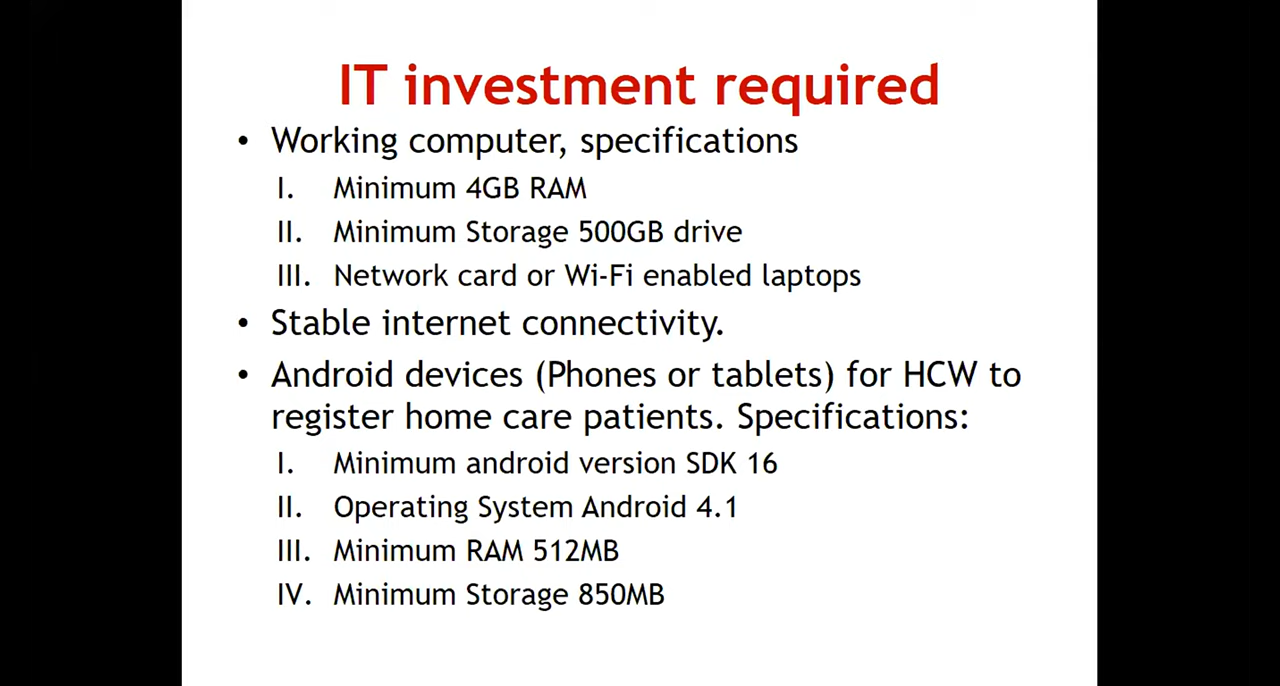 IT investment required
• Working computer, specifications
I. Minimum 4GB RAM
II. Minimum Storage 500GB drive
III. Network card or Wi-Fi enabled laptops
• Stable internet connectivity.
• Android devices (Phones or tablets) for HCW to
register home care patients. Specifications:
I. Minimum android version SDK 16
II. Operating System Android 4.1
III. Minimum RAM 512MB
IV. Minimum Storage 850MB